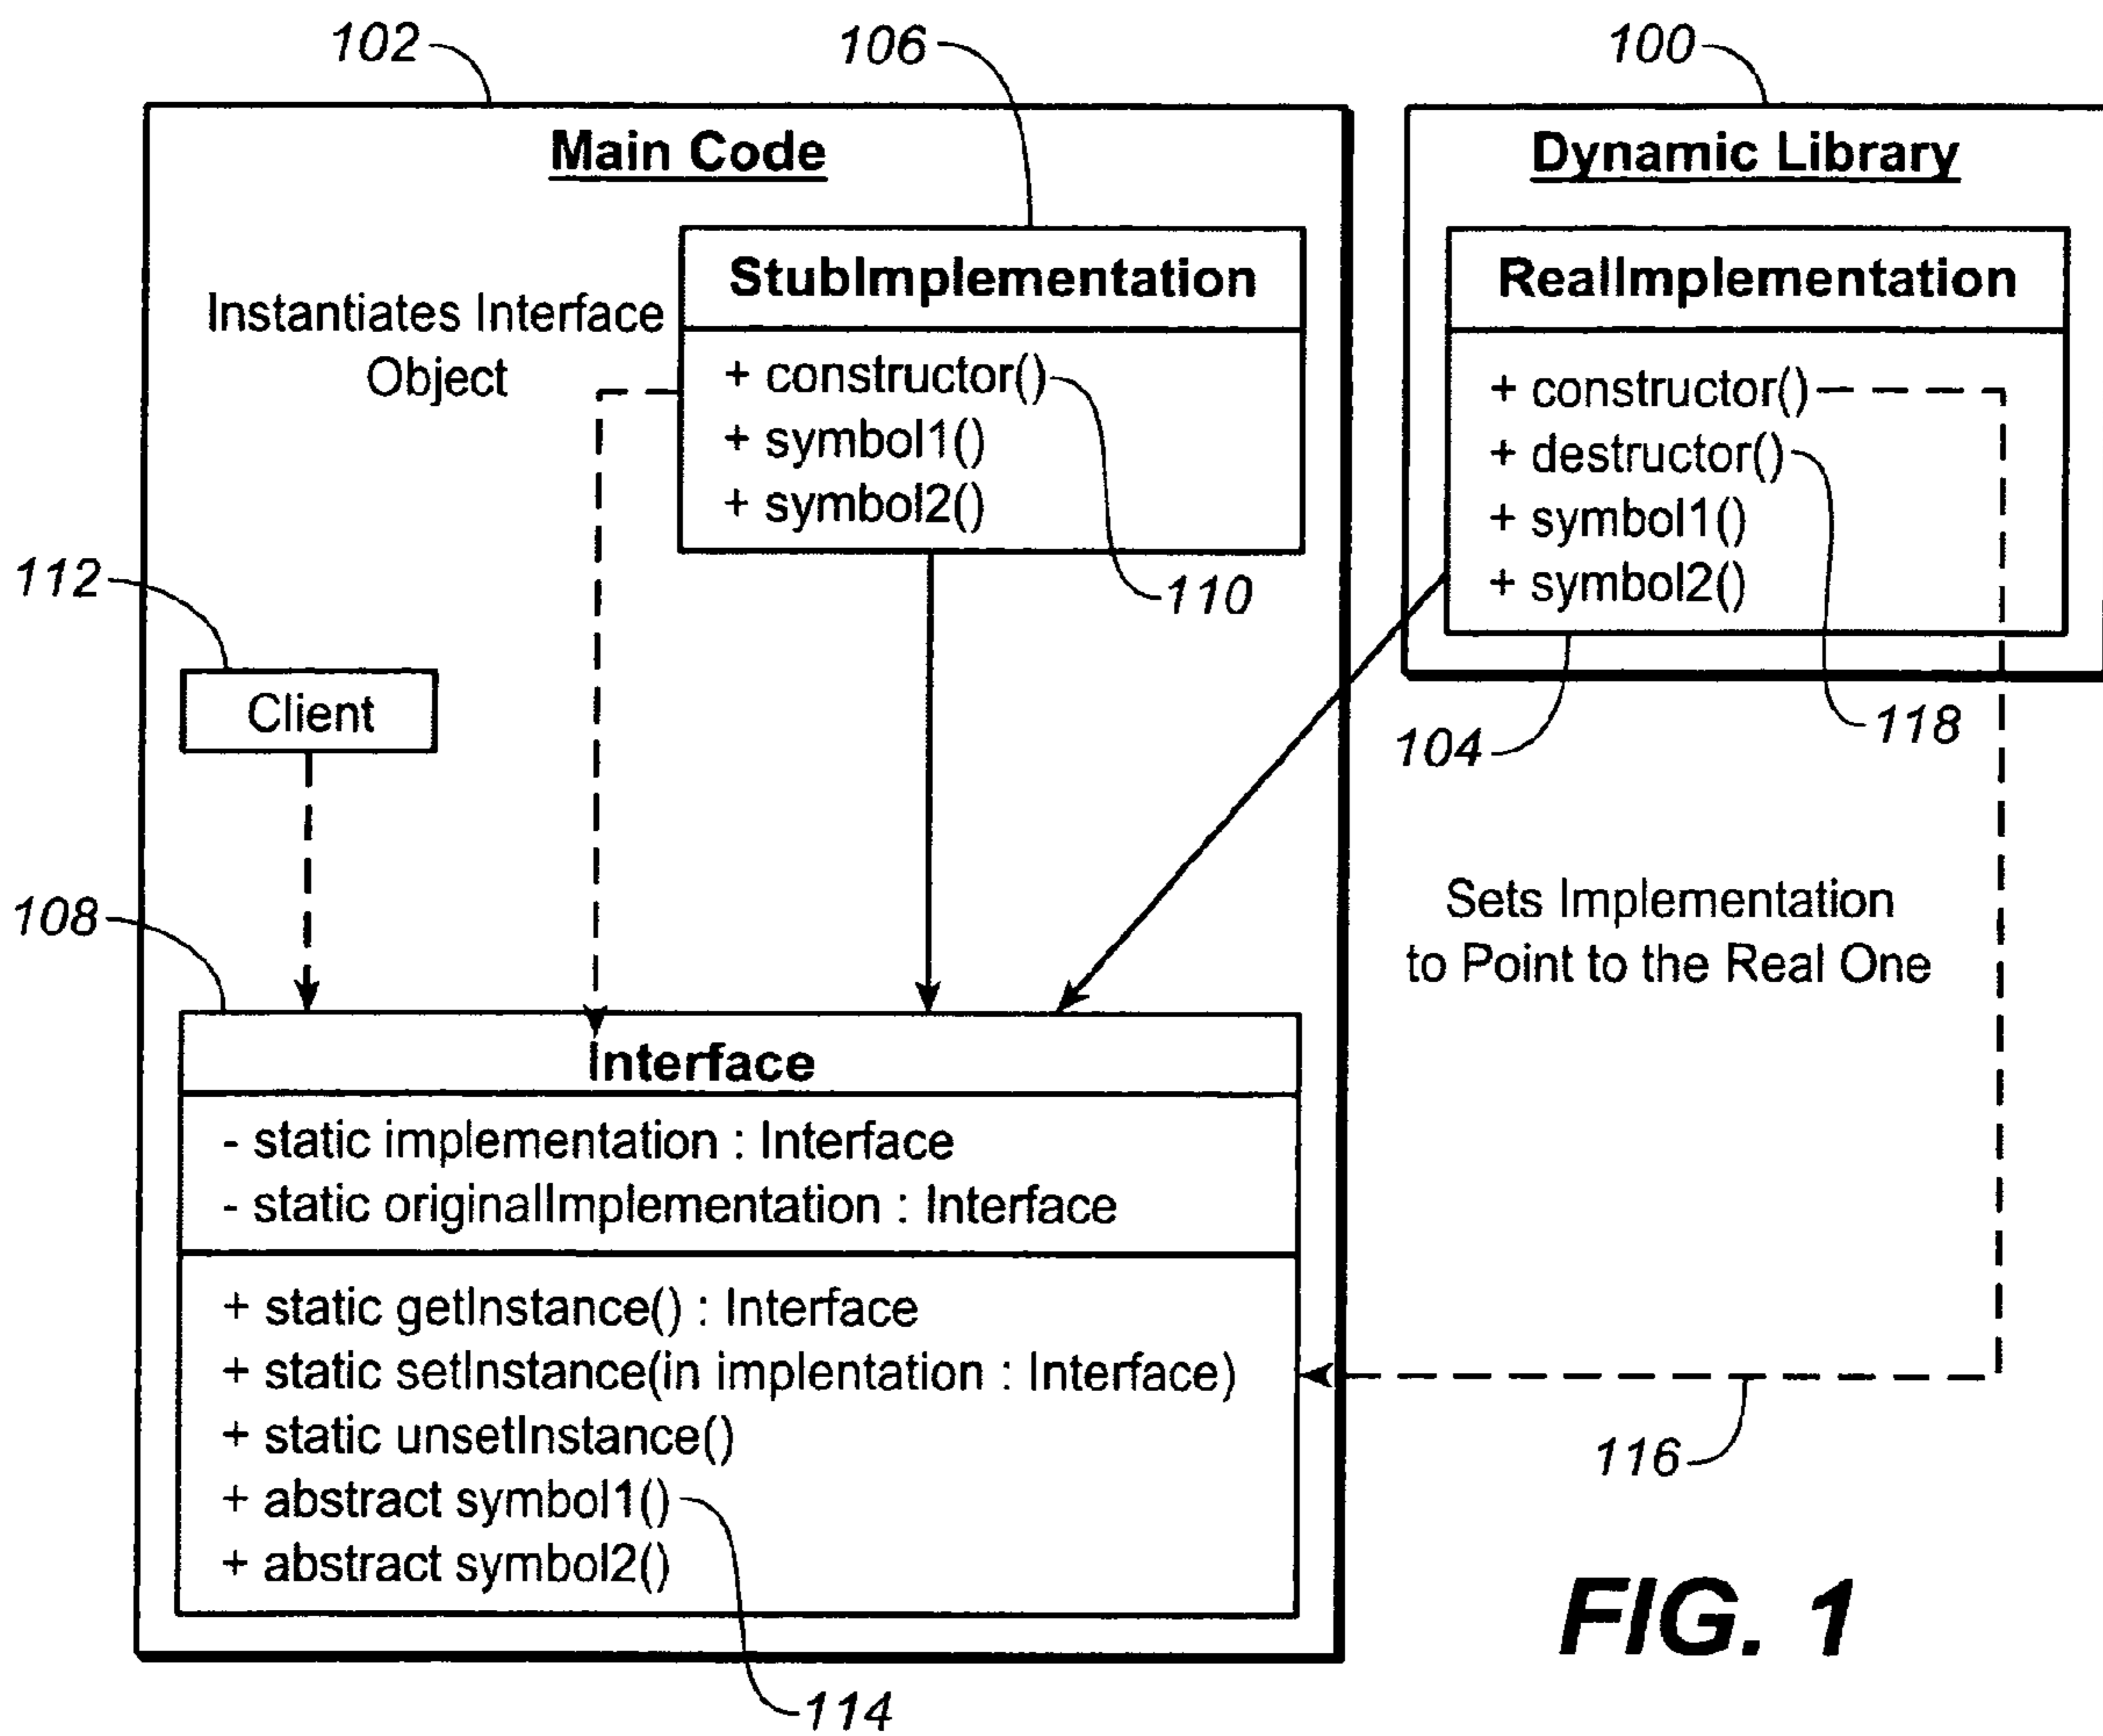 102
106
100
Main Code
Dynamic Library
StubImplementation
+ constructor()
+ symbol1()
+ symbol2()
110
Instantiates Interface
Object
RealImplementation
+ constructor()
+ destructor()
+ symbol1()
+ symbol2()
118
104
112
Client
108
Sets Implementation
to Point to the Real One
Interface
- static implementation : Interface
- static originalImplementation : Interface
+ static getInstance() : Interface
+ static setInstance(in implentation : Interface)
+ static unsetInstance()
+ abstract symbol1()
+ abstract symbol2()
116
114
FIG. 1